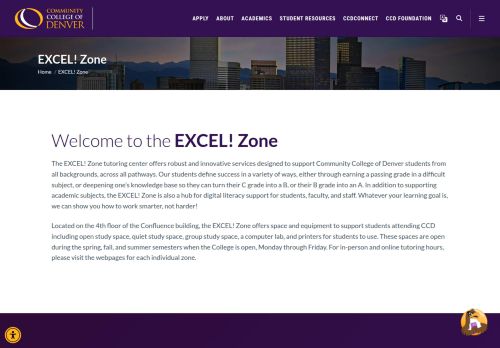 COMMUNITY
COLLEGE OF
DENVER
APPLY ABOUT ACADEMICS STUDENT RESOURCES CCDCONNECT CCD FOUNDATION
EXCEL! Zone
Home / EXCEL! Zone
Welcome to the EXCEL! Zone
The EXCEL! Zone tutoring center offers robust and innovative services designed to support Community College of Denver students from
all backgrounds, across all pathways. Our students define success in a variety of ways, either through earning a passing grade in a difficult
subject, or deepening one's knowledge base so they can turn their C grade into a B, or their B grade into an A. In addition to supporting
academic subjects, the EXCEL! Zone is also a hub for digital literacy support for students, faculty, and staff. Whatever your learning goal is,
we can show you how to work smarter, not harder!
Located on the 4th floor of the Confluence building, the EXCEL! Zone offers space and equipment to support students attending CCD
including open study space, quiet study space, group study space, a computer lab, and printers for students to use. These spaces are open
during the spring, fall, and summer semesters when the College is open, Monday through Friday. For in-person and online tutoring hours,
please visit the webpages for each individual zone.